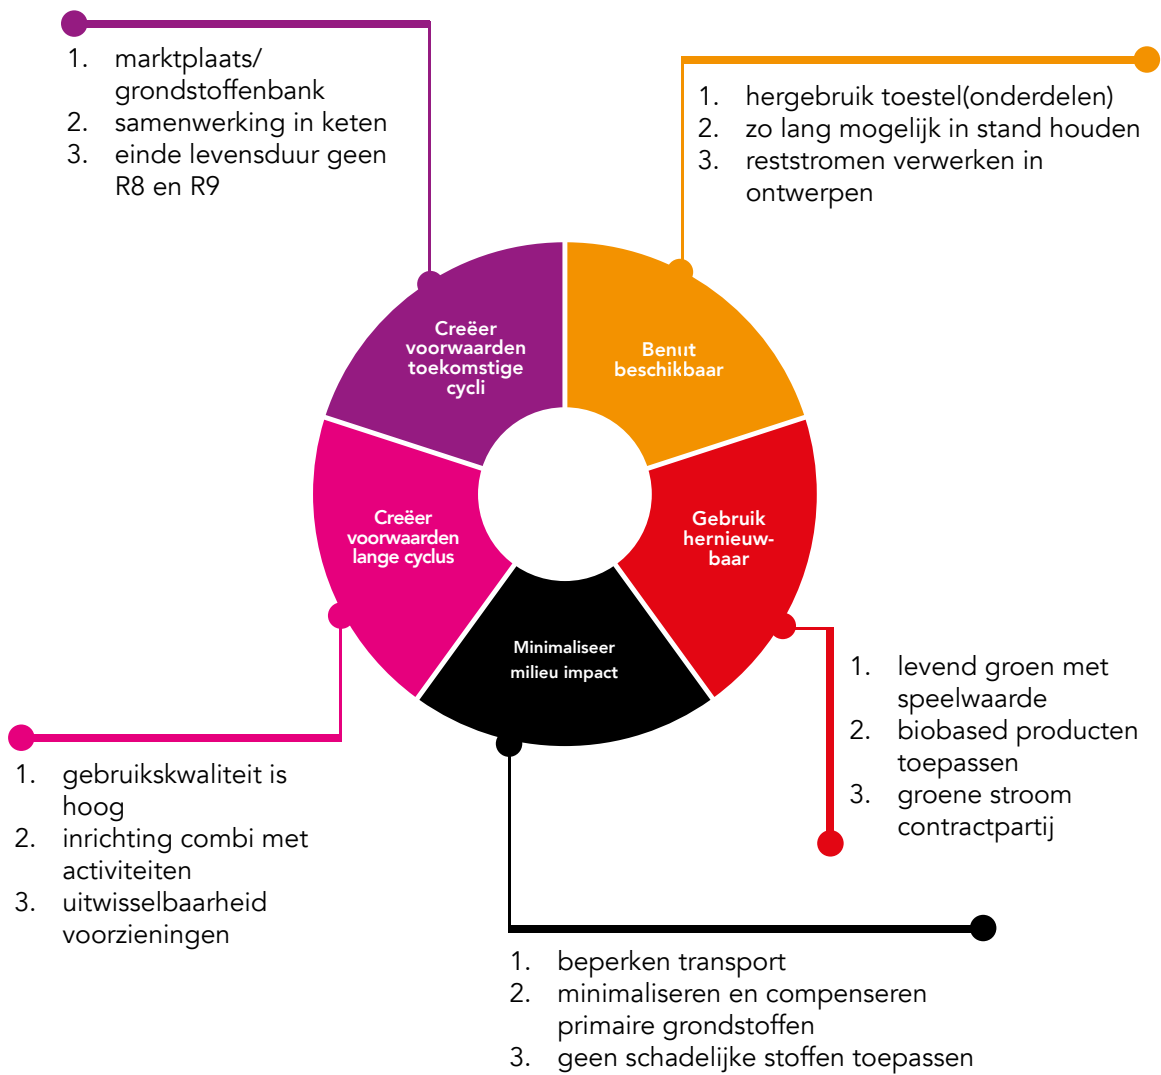 1. marktplaats/
grondstoffenbank
2. samenwerking in keten
3. einde levensduur geen
R8 en R9
1. hergebruik toestel(onderdelen)
2. zo lang mogelijk in stand houden
3. reststromen verwerken in
ontwerpen
Creëer
voorwaarden
toekomstige
cycli
Benut
beschikbaar
Creëer
voorwaarden
lange cyclus
Gebruik
hernieuw-
baar
Minimaliseer
milieu impact
1. levend groen met
speelwaarde
2. biobased producten
toepassen
3. groene stroom
contractpartij
1. gebruikskwaliteit is
hoog
2. inrichting combi met
activiteiten
3. uitwisselbaarheid
voorzieningen
1. beperken transport
2. minimaliseren en compenseren
primaire grondstoffen
3. geen schadelijke stoffen toepassen